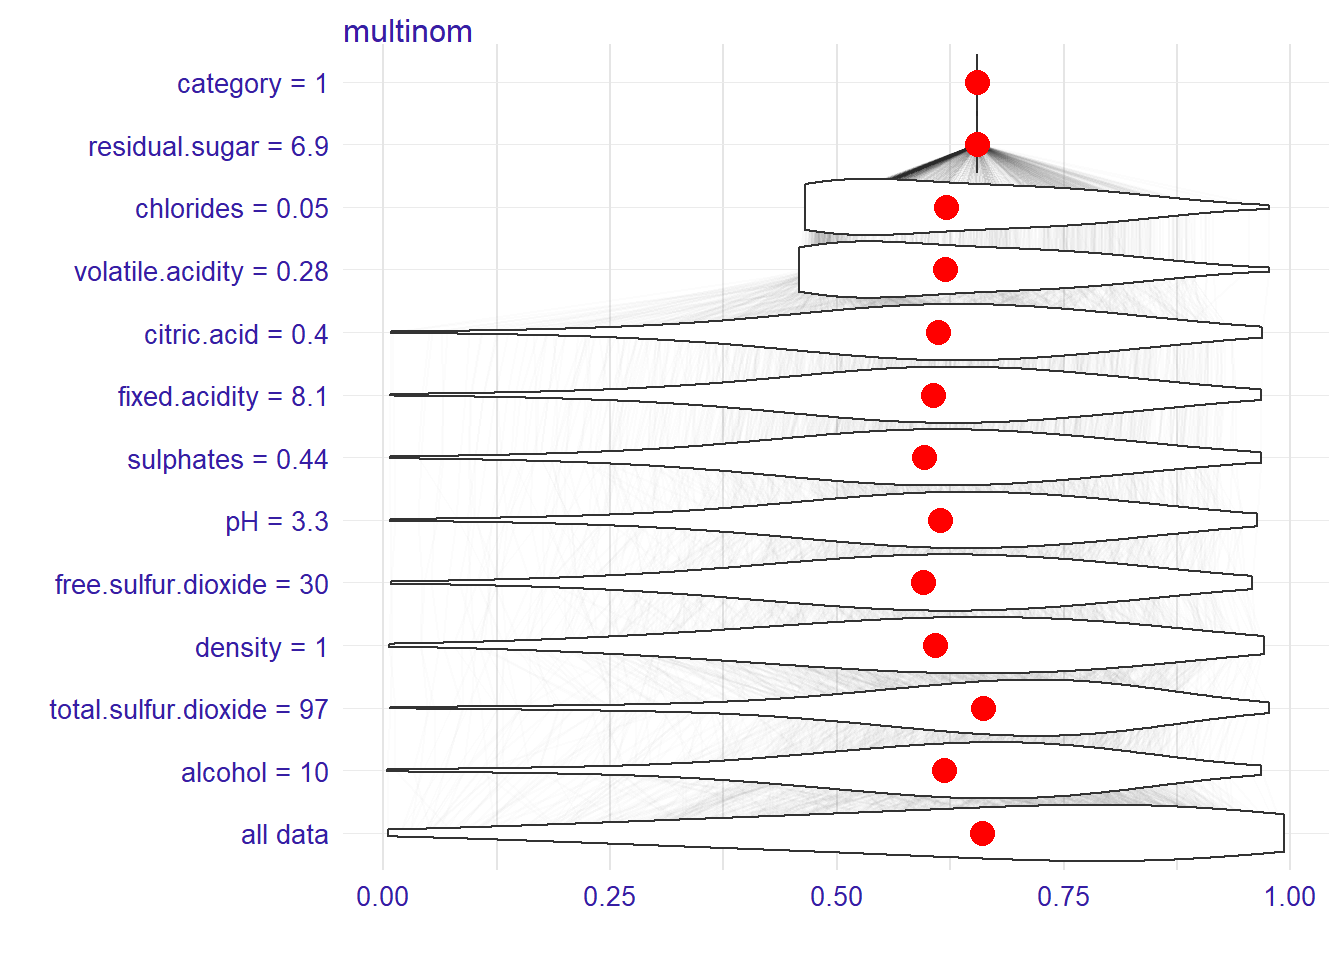 multinom
category = 1
residual.sugar = 6.9
chlorides = 0.05
volatile.acidity = 0.28
citric.acid = 0.4
fixed.acidity = 8.1
sulphates = 0.44
pH = 3.3
free.sulfur.dioxide = 30
density = 1
total.sulfur.dioxide = 97
alcohol = 10
all data
0.00 0.25 0.50 0.75 1.00